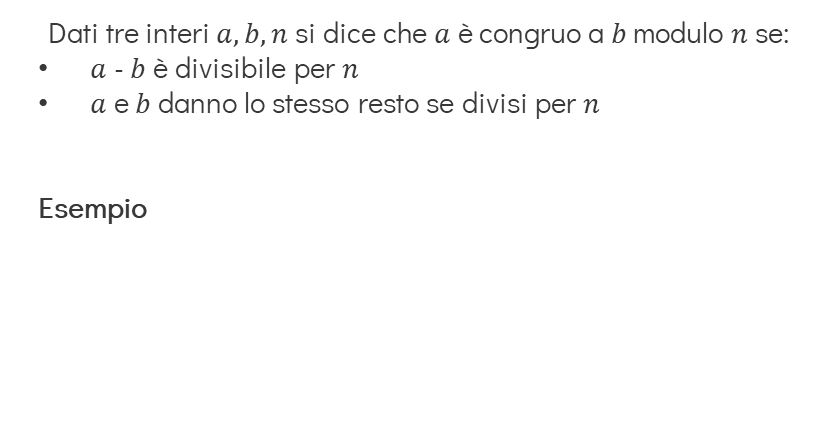 Dati tre interi a, b, n si dice che a è congruo a b modulo n se:
• a - b è divisibile per n
• a e b danno lo stesso resto se divisi per n
Esempio